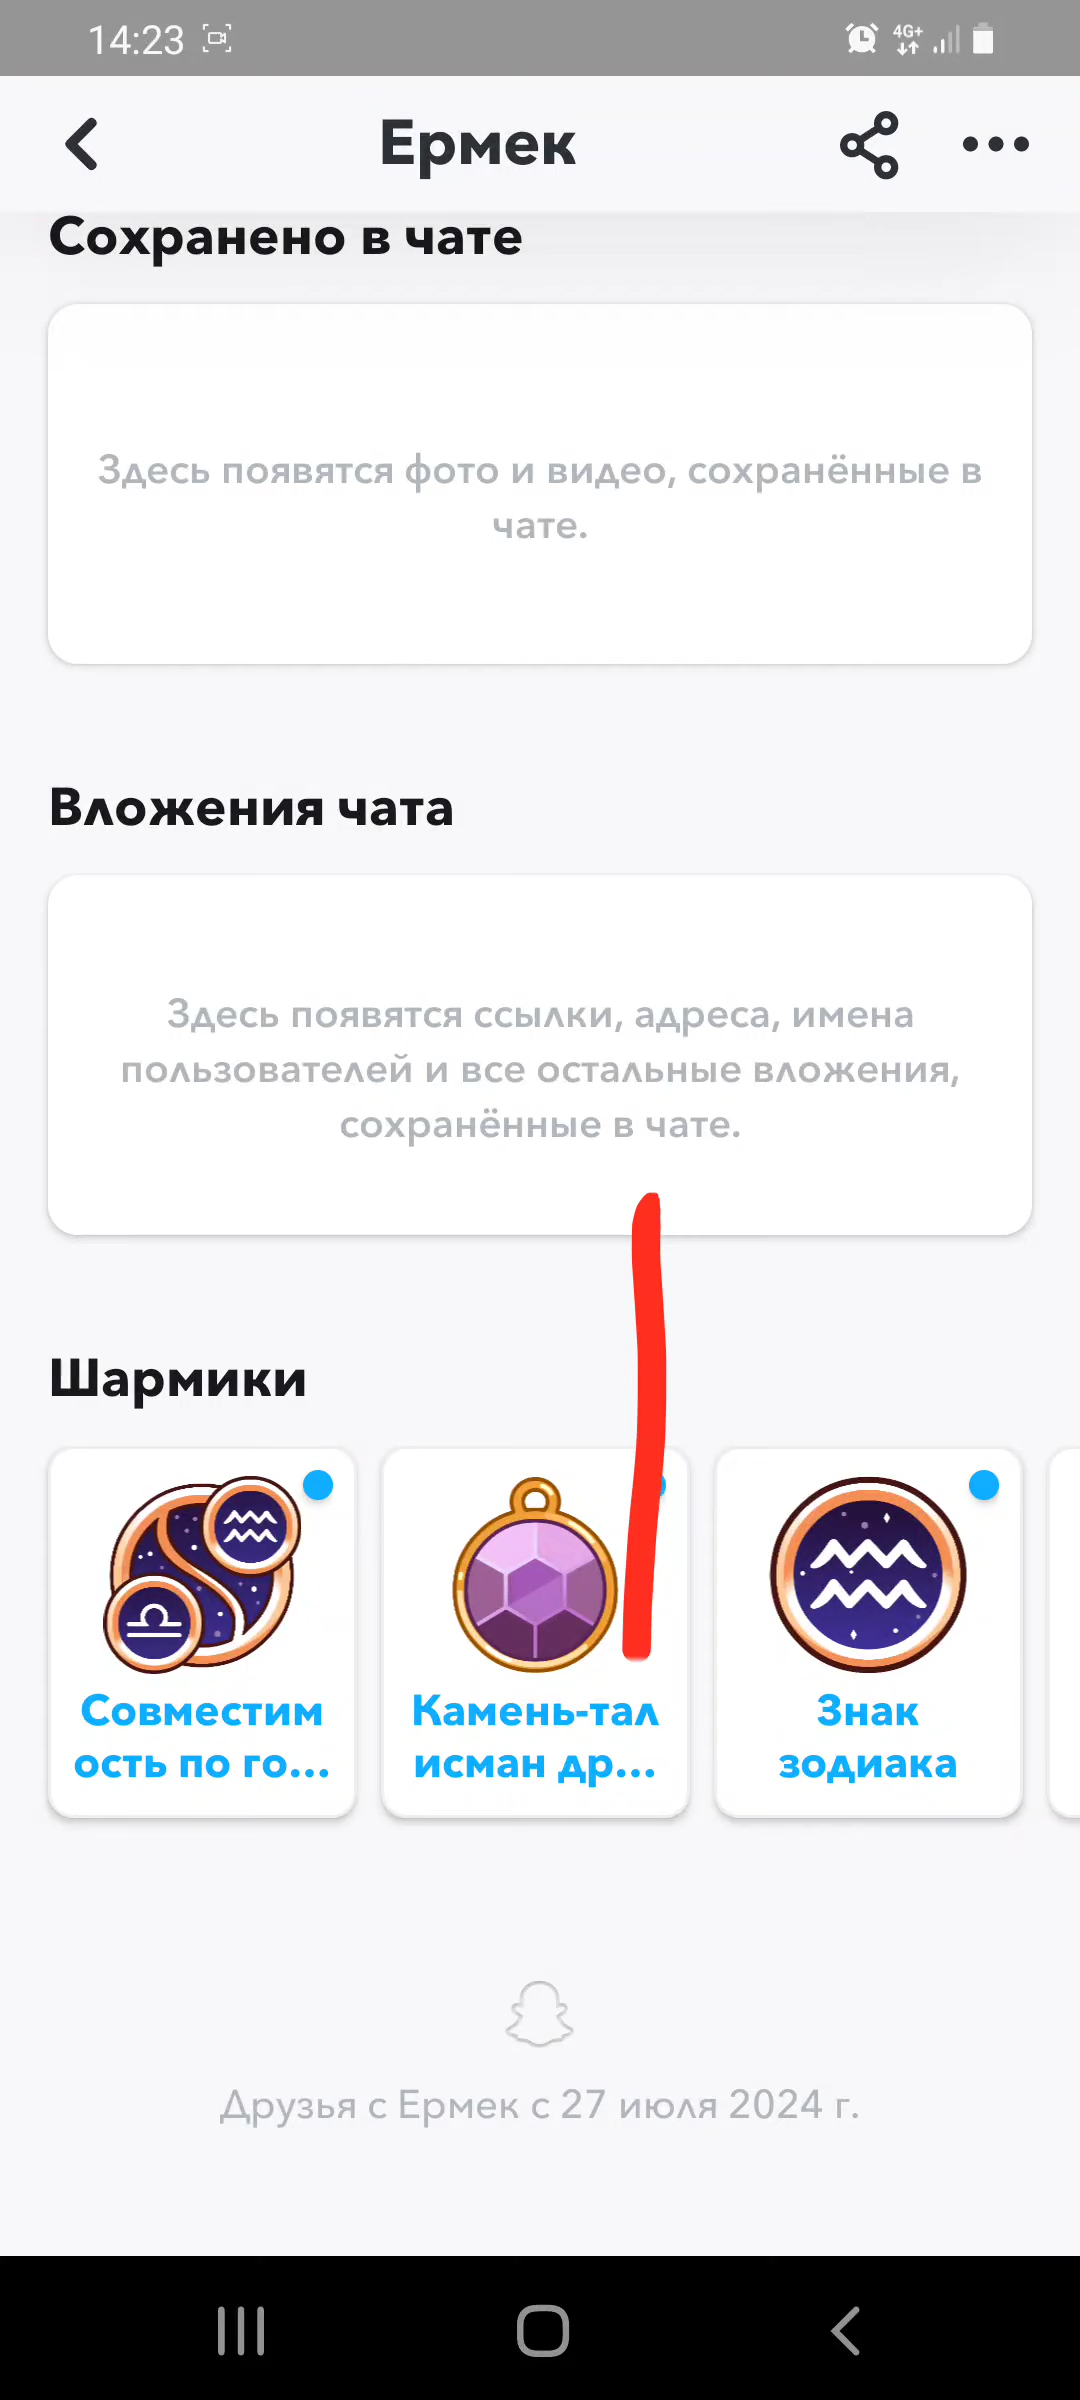 14:23
4G+
Ермек
Сохранено в чате
Здесь появятся фото и видео, сохранённые в
чате.
Вложения чата
Здесь появятся ссылки, адреса, имена
пользователей и все остальные вложения,
сохранённые в чате.
Шармики
Совместим
ость по го...
Камень-тал
исман др...
Знак
зодиака
Друзья с Ермек с 27 июля 2024 г.